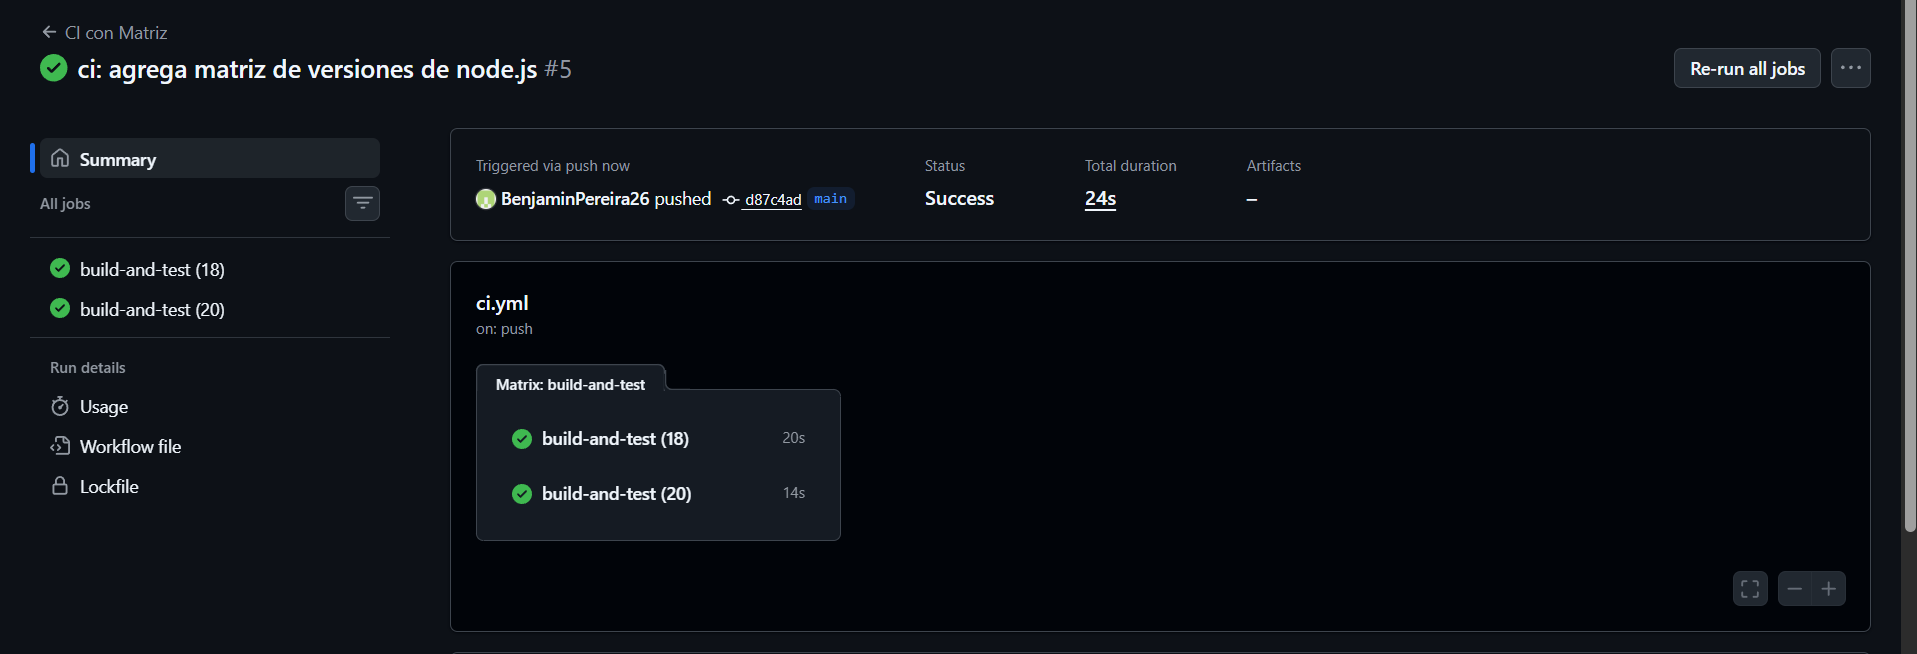 CI con Matriz
ci: agrega matriz de versiones de node.js #5
Re-run all jobs
Summary
All jobs
build-and-test (18)
build-and-test (20)
Run details
Usage
Workflow file
Lockfile
Triggered via push now
BenjaminPereira26 pushed d87c4ad main
Status
Success
Total duration
24s
Artifacts
–
ci.yml
on: push
Matrix: build-and-test
build-and-test (18) 20s
build-and-test (20) 14s